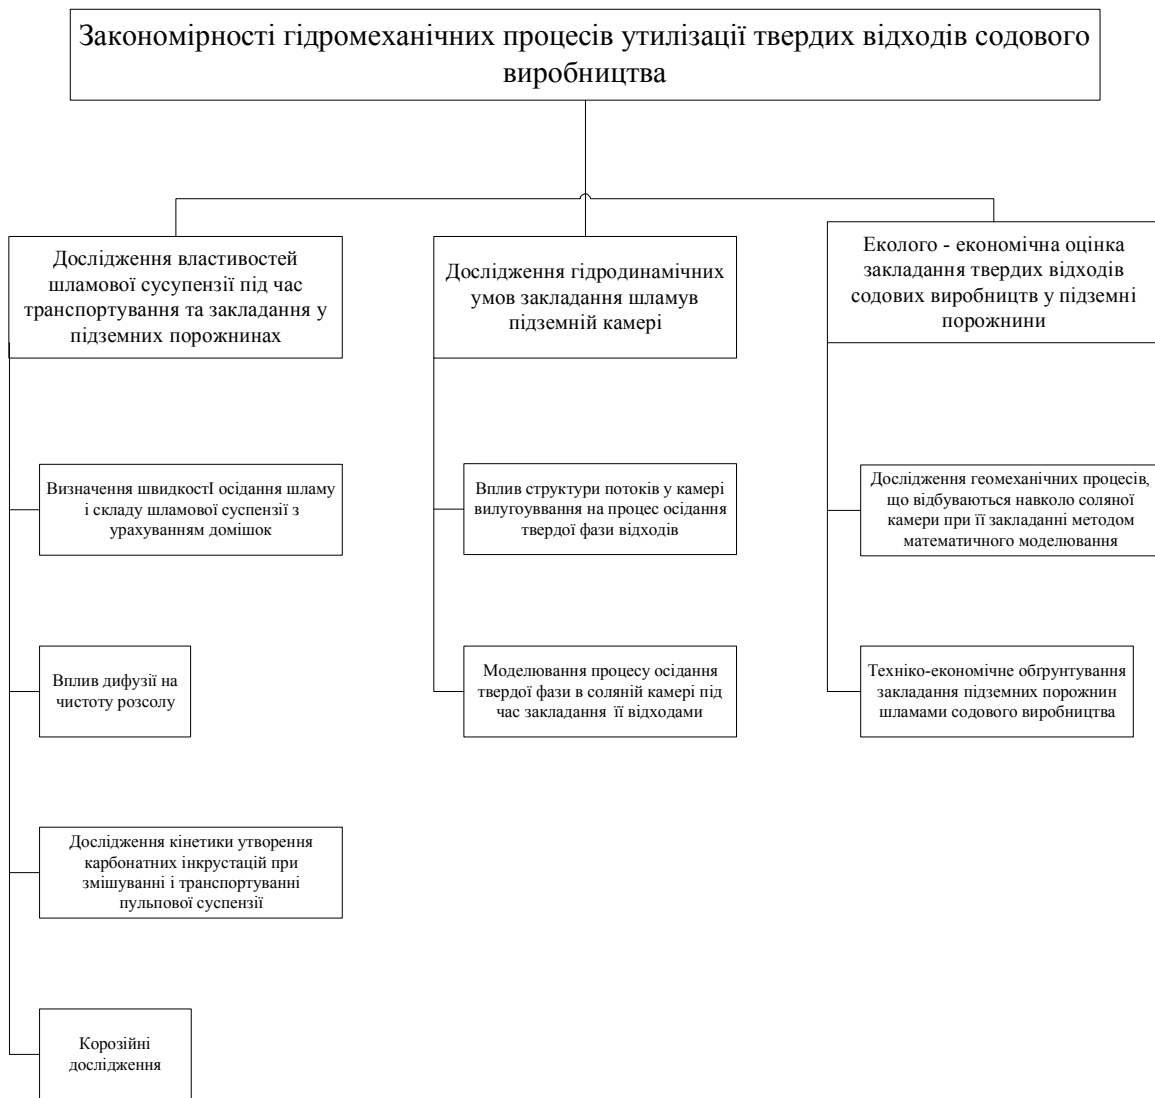 Закономірності гідромеханічних процесів утилізації твердих відходів содового
виробництва
Дослідження властивостей
шламової сусупензії під час
транспортування та закладання у
підземних порожнинах
Визначення швидкостІ осідання шламу
і складу шламової суспензії з
урахуванням домішок
Вплив дифузії на
чистоту розсолу
Дослідження кінетики утворення
карбонатних інкрустацій при
змішуванні і транспортуванні
пульпової суспензії
Корозійні
дослідження
Дослідження гідродинамічних
умов закладання шламув
підземній камері
Вплив структури потоків у камері
вилугоуввання на процес осідання
твердої фази відходів
Моделювання процесу осідання
твердої фази в соляній камері під
час закладання її відходами
Еколого - економічна оцінка
закладання твердих відходів
содових виробництв у підземні
порожнини
Дослідження геомеханічних процесів,
що відбуваються навколо соляної
камери при її закладанні методом
математичного моделювання
Техніко-економічне обґрунтування
закладання підземних порожнин
шламами содового виробництва